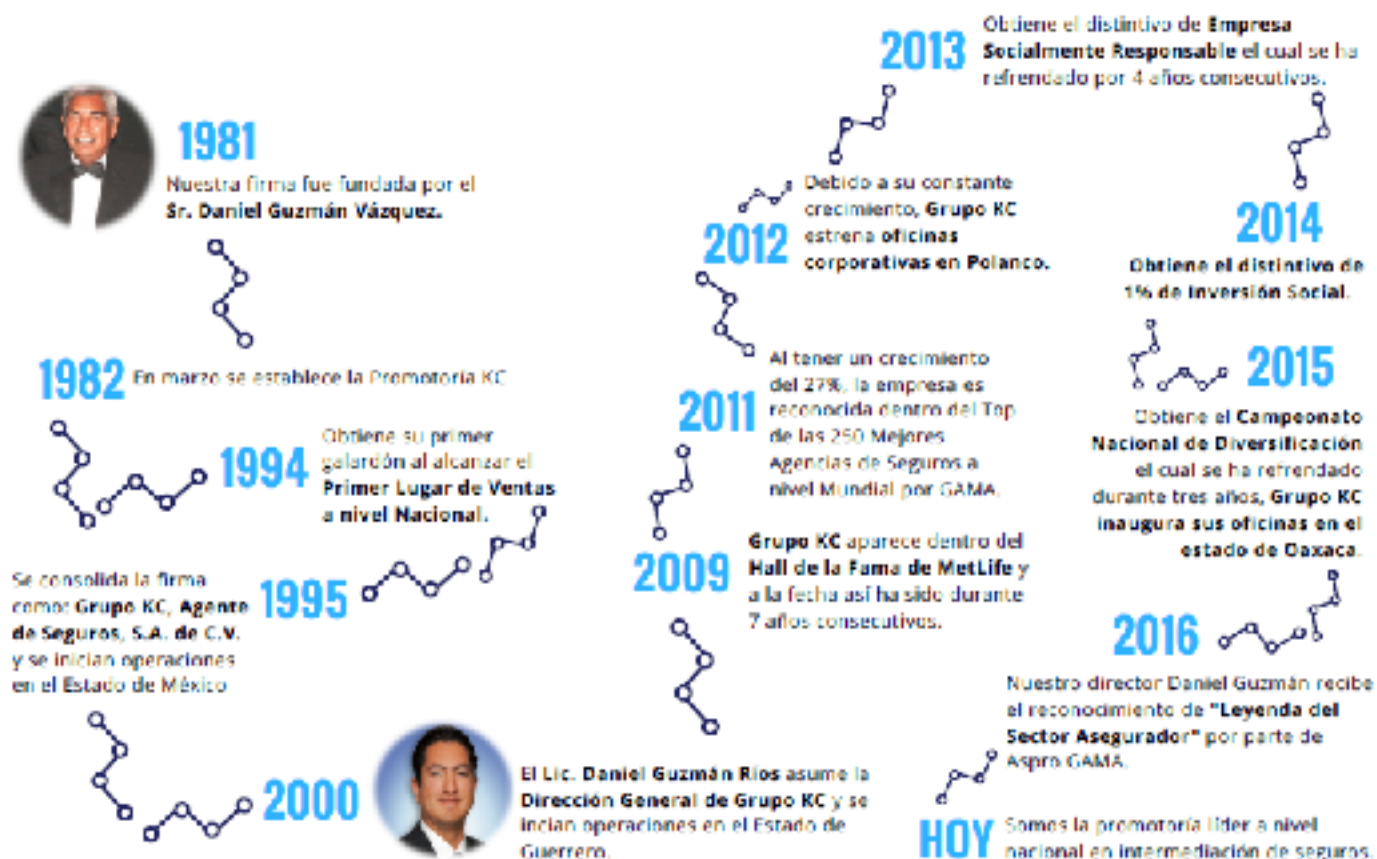 1981
Nuestra firma fue fundada por el
Sr. Daniel Guzmán Vázquez.
1982
En marzo se establece la Promotoría KC
1994
Obtiene su primer
galardón al alcanzar el
Primer Lugar de Ventas
a nivel Nacional.
1995
Se consolida la firma
como: Grupo KC, Agente
de Seguros, S.A. de C.V.
y se inician operaciones
en el Estado de México
2000
El Lic. Daniel Guzmán Ríos asume la
Dirección General de Grupo KC y se
incian operaciones en el Estado de
Guerrero.
2009
Grupo KC aparece dentro del
Hall de la Fama de MetLife y
a la fecha así ha sido durante
7 años consecutivos.
2011
Al tener un crecimiento
del 27%, la empresa es
reconocida dentro del Top
de las 250 Mejores
Agencias de Seguros a
nivel Mundial por GAMA.
2012
Debido a su constante
crecimiento, Grupo KC
estrena oficinas
corporativas en Polanco.
2013
Obtiene el distintivo de Empresa
Socialmente Responsable el cual se ha
refrendado por 4 años consecutivos.
2014
Obtiene el distintivo de
1% de Inversión Social.
2015
Obtiene el Campeonato
Nacional de Diversificación
el cual se ha refrendado
durante tres años, Grupo KC
inaugura sus oficinas en el
estado de Oaxaca.
2016
Nuestro director Daniel Guzmán recibe
el reconocimiento de "Leyenda del
Sector Asegurador" por parte de
Aspro GAMA.
HOY
Somos la promotoría líder a nivel
nacional en intermediación de seguros.